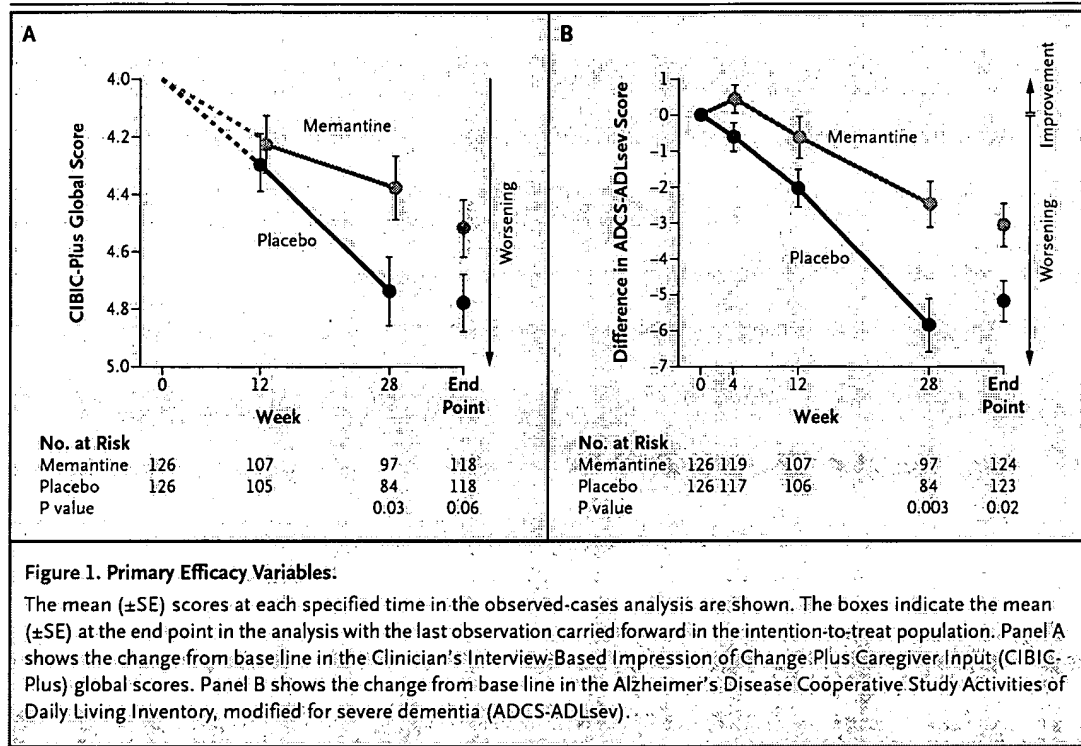 A
CIBIC-Plus Global Score
4.0
4.2
4.4
4.6
4.8
5.0
Memantine
Placebo
Worsening
0 12 28 End Point
Week
No. at Risk
Memantine 126 107 97 118
Placebo 126 105 84 118
P value 0.03 0.06
B
Difference in ADCS-ADLsev Score
1
0
–1
–2
–3
–4
–5
–6
–7
Memantine
Placebo
Improvement
Worsening
0 4 12 28 End Point
Week
No. at Risk
Memantine 126 119 107 97 124
Placebo 126 117 106 84 123
P value 0.003 0.02
Figure 1. Primary Efficacy Variables.
The mean (±SE) scores at each specified time in the observed-cases analysis are shown. The boxes indicate the mean
(±SE) at the end point in the analysis with the last observation carried forward in the intention-to-treat population. Panel A
shows the change from base line in the Clinician's Interview-Based Impression of Change Plus Caregiver Input (CIBIC-
Plus) global scores. Panel B shows the change from base line in the Alzheimer's Disease Cooperative Study Activities of
Daily Living Inventory, modified for severe dementia (ADCS-ADLsev).